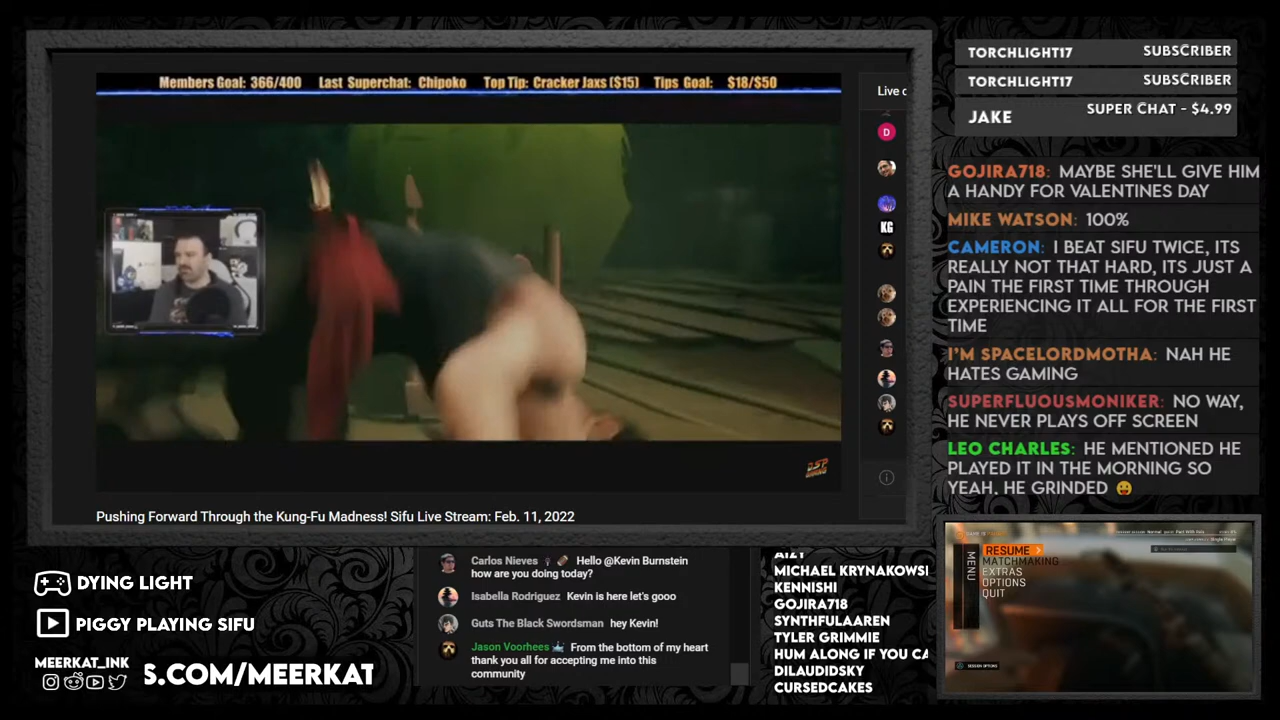 Members Goal: 366/400 Last Superchat: Chipoko Top Tip: Cracker Jaxs ($15) Tips Goal: $18/$50
Live c
D
KG
DSP
Pushing Forward Through the Kung-Fu Madness! Sifu Live Stream: Feb. 11, 2022
TORCHLIGHT17 SUBSCRIBER
TORCHLIGHT17 SUBSCRIBER
JAKE SUPER CHAT - $4.99
GOJIRA718: MAYBE SHE'LL GIVE HIM
A HANDY FOR VALENTINES DAY
MIKE WATSON: 100%
CAMERON: I BEAT SIFU TWICE, ITS
REALLY NOT THAT HARD, ITS JUST A
PAIN THE FIRST TIME THROUGH
EXPERIENCING IT ALL FOR THE FIRST
TIME
I'M SPACELORDMOTHA: NAH HE
HATES GAMING
SUPERFLUOUSMONIKER: NO WAY,
HE NEVER PLAYS OFF SCREEN
LEO CHARLES: HE MENTIONED HE
PLAYED IT IN THE MORNING SO
YEAH, HE GRINDED 😛
DYING LIGHT
PIGGY PLAYING SIFU
MEERKAT_INK
S.COM/MEERKAT
Carlos Nieves Hello @Kevin Burnstein
how are you doing today?
Isabella Rodriguez Kevin is here let's gooo
Guts The Black Swordsman hey Kevin!
Jason Voorhees From the bottom of my heart
thank you all for accepting me into this
community
AIZY
MICHAEL KRYNAKOWSI
KENNISHI
GOJIRA718
SYNTHFULAAREN
TYLER GRIMMIE
HUM ALONG IF YOU CA
DILAUDIDSKY
CURSEDCAKES
MENU
RESUME
MATCHMAKING
EXTRAS
OPTIONS
QUIT
SESSION OPTIONS